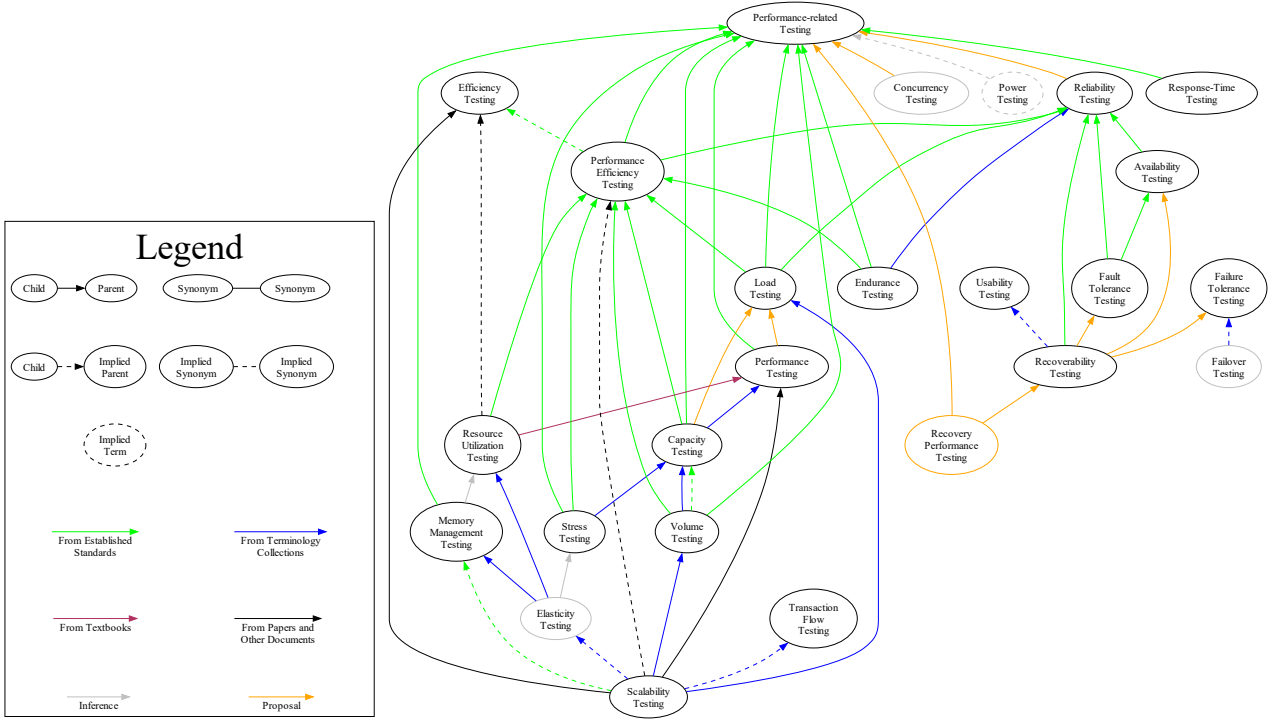 Performance-related
Testing
Efficiency
Testing
Concurrency
Testing
Power
Testing
Reliability
Testing
Response-Time
Testing
Performance
Efficiency
Testing
Availability
Testing
Legend
Child
Parent
Synonym
Synonym
Load
Testing
Endurance
Testing
Usability
Testing
Fault
Tolerance
Testing
Failure
Tolerance
Testing
Child
Implied
Parent
Implied
Synonym
Implied
Synonym
Performance
Testing
Recoverability
Testing
Failover
Testing
Implied
Term
Resource
Utilization
Testing
Capacity
Testing
Recovery
Performance
Testing
From Established
Standards
From Terminology
Collections
Memory
Management
Testing
Stress
Testing
Volume
Testing
From Textbooks
From Papers and
Other Documents
Elasticity
Testing
Transaction
Flow
Testing
Inference
Proposal
Scalability
Testing